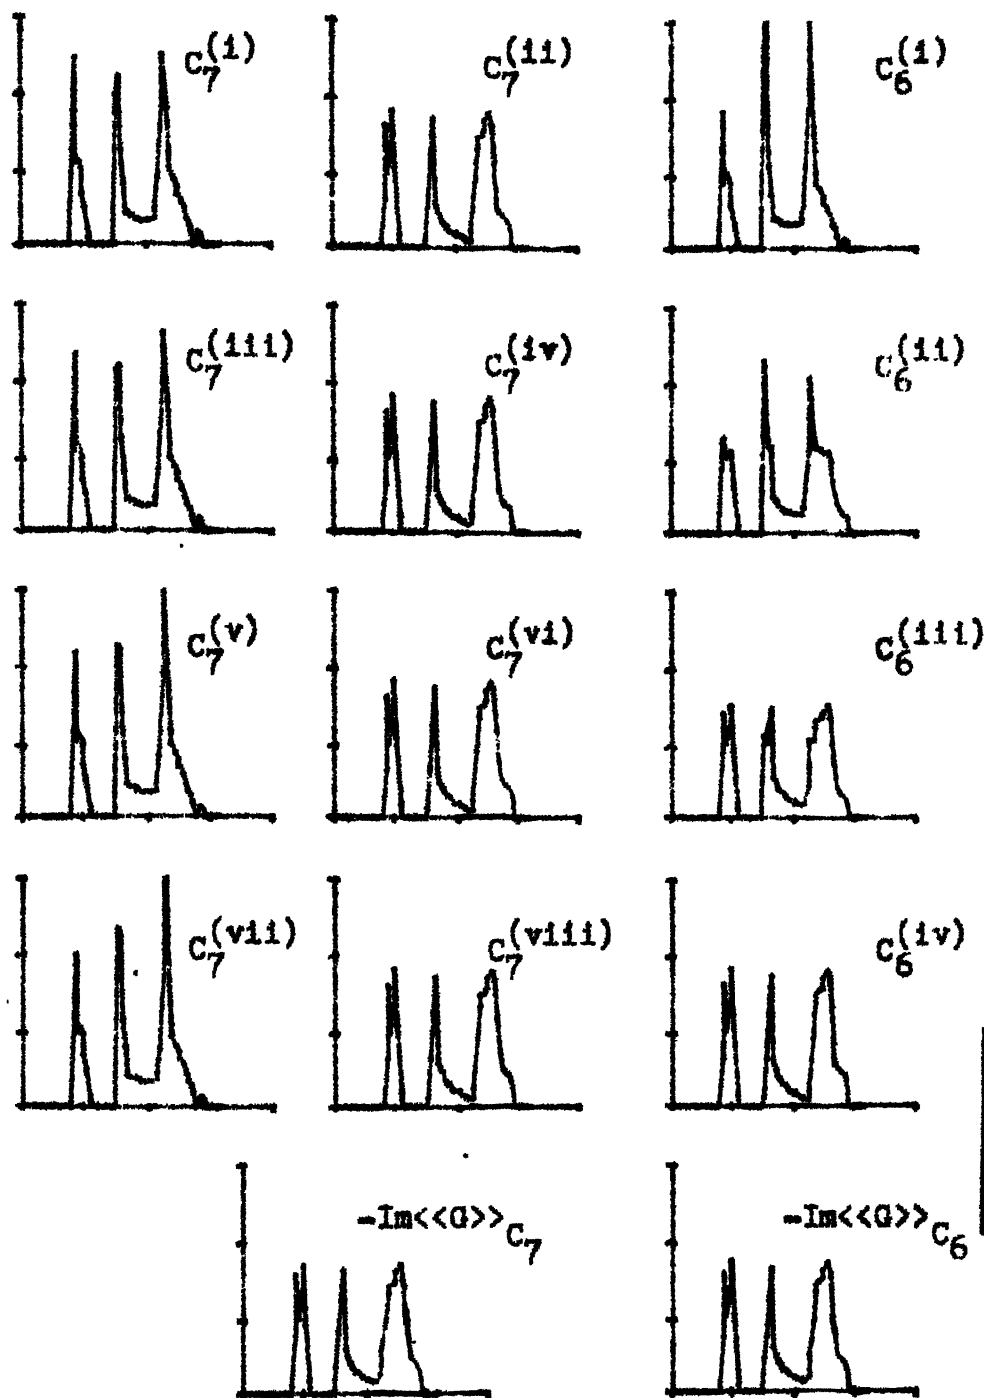 C7(i) C7(ii) C6(i)
C7(iii) C7(iv) C6(ii)
C7(v) C7(vi) C6(iii)
C7(vii) C7(viii) C6(iv)
-Im<<G>>C7 -Im<<G>>C6